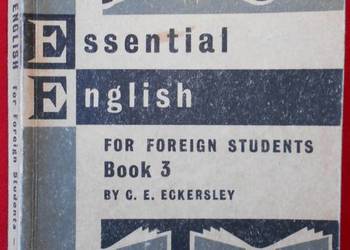 Essential
English
FOR FOREIGN STUDENTS
Book 3
BY C. E. ECKERSLEY
ENGLISH for Foreign Students –